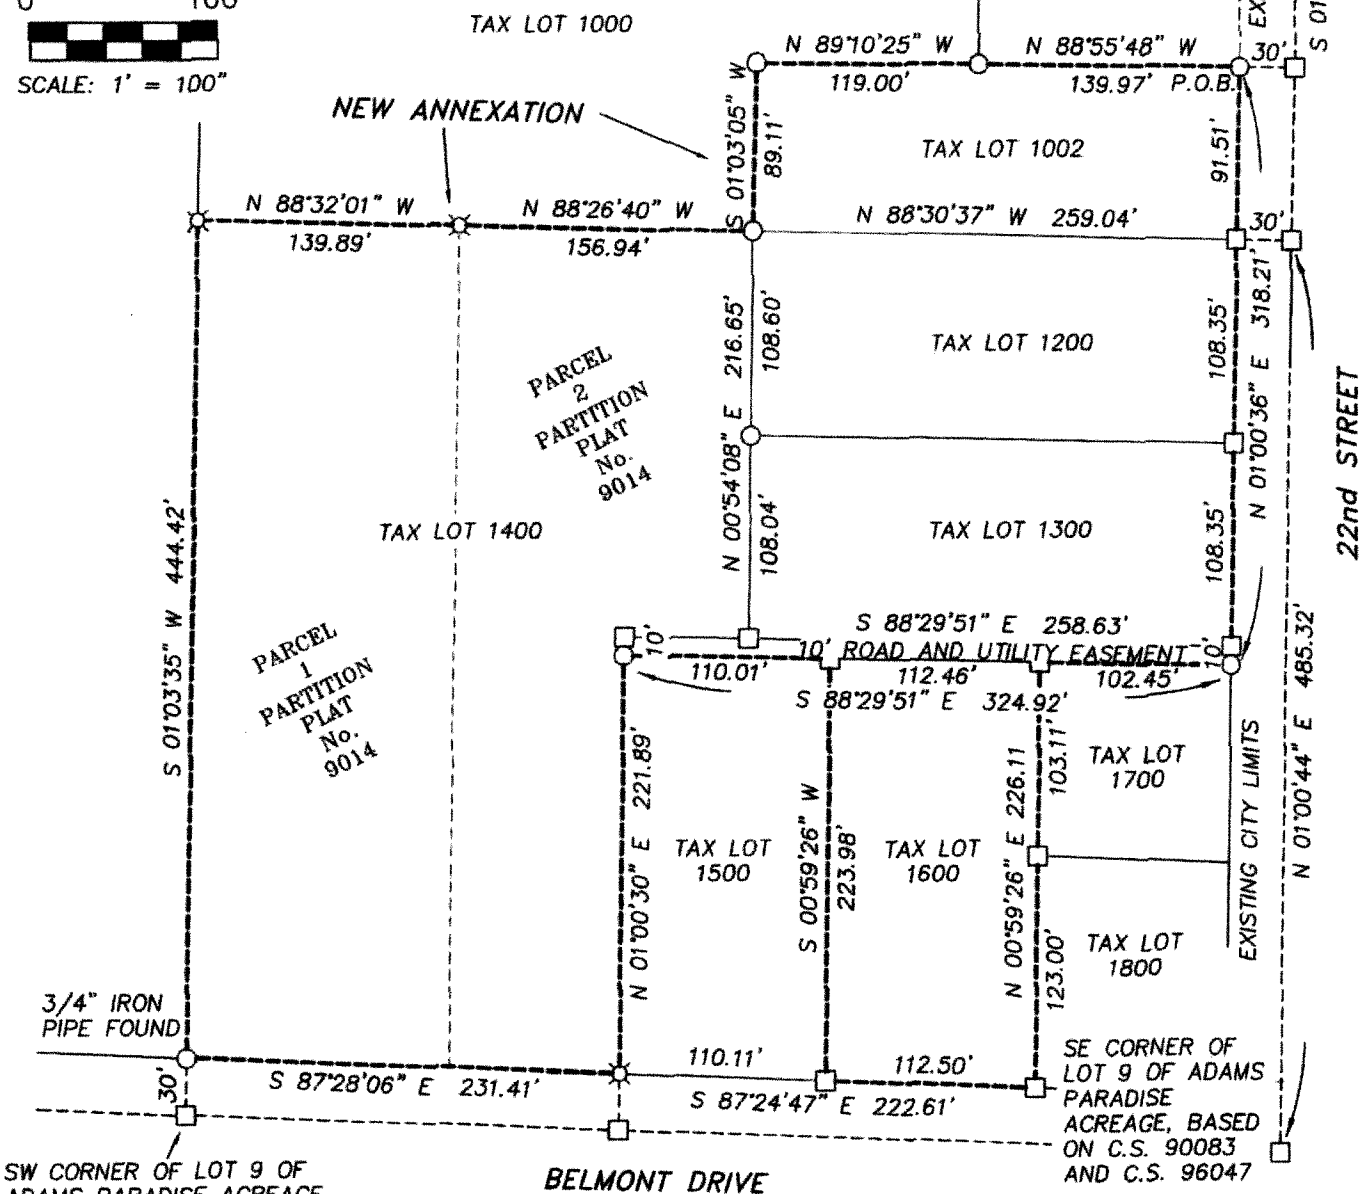 0 100
SCALE: 1' = 100"
TAX LOT 1000
NEW ANNEXATION
N 89°10'25" W
119.00'
N 88°55'48" W
139.97' P.O.B.
30'
EX
S 01
S 01°03'05" W
89.11'
TAX LOT 1002
91.51'
N 88°32'01" W
139.89'
N 88°26'40" W
156.94'
N 88°30'37" W 259.04'
30'
N 01°00'36" E 318.21'
108.35'
TAX LOT 1200
N 00°54'08" E 216.65'
108.60'
PARCEL
2
PARTITION
PLAT
No.
9014
22nd STREET
TAX LOT 1400
TAX LOT 1300
108.04'
108.35'
S 01°03'35" W 444.42'
PARCEL
1
PARTITION
PLAT
No.
9014
S 88°29'51" E 258.63'
10'
10' ROAD AND UTILITY EASEMENT
10'
110.01'
112.46'
102.45'
S 88°29'51" E 324.92'
N 01°00'30" E 221.89'
TAX LOT
1500
S 00°59'26" W
223.98'
TAX LOT
1600
N 00°59'26" E 226.11
103.11'
123.00'
TAX LOT
1700
TAX LOT
1800
EXISTING CITY LIMITS
N 01°00'44" E 485.32'
3/4" IRON
PIPE FOUND
30'
S 87°28'06" E 231.41'
110.11'
112.50'
S 87°24'47" E 222.61'
SE CORNER OF
LOT 9 OF ADAMS
PARADISE
ACREAGE, BASED
ON C.S. 90083
AND C.S. 96047
SW CORNER OF LOT 9 OF
ADAMS PARADISE ACREAGE
BELMONT DRIVE